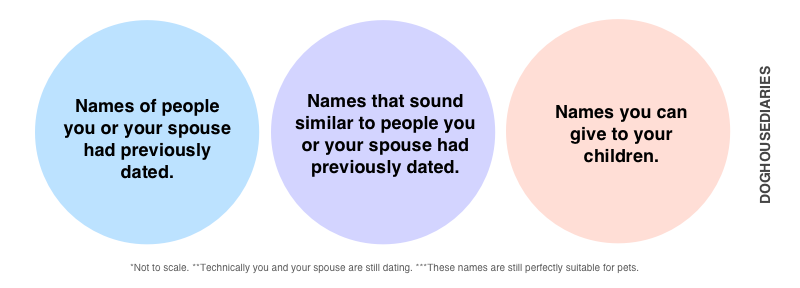 Names of people
you or your spouse
had previously
dated.
Names that sound
similar to people you
or your spouse had
previously dated.
Names you can
give to your
children.
DOGHOUSEDIARIES
*Not to scale. **Technically you and your spouse are still dating. ***These names are still perfectly suitable for pets.